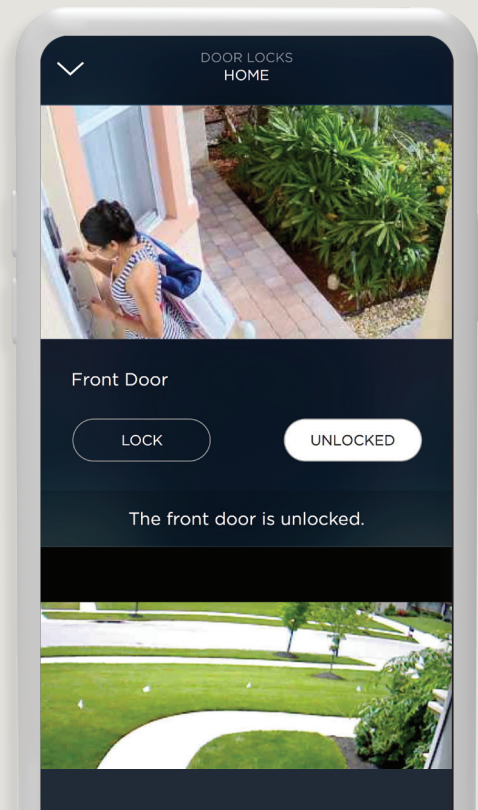 DOOR LOCKS
HOME
Front Door
LOCK
UNLOCKED
The front door is unlocked.